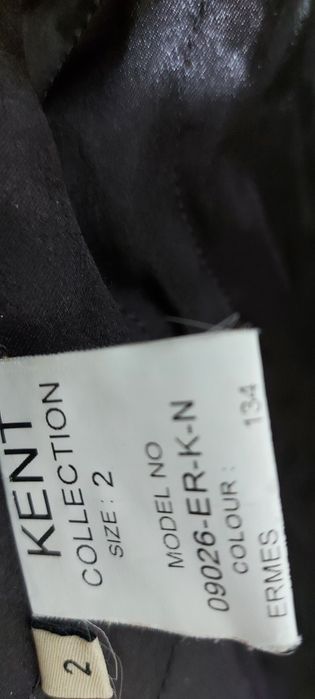 KENT
COLLECTION
SIZE : 2
MODEL NO
09026-ER-K-N
COLOUR :
134
ERMES
2